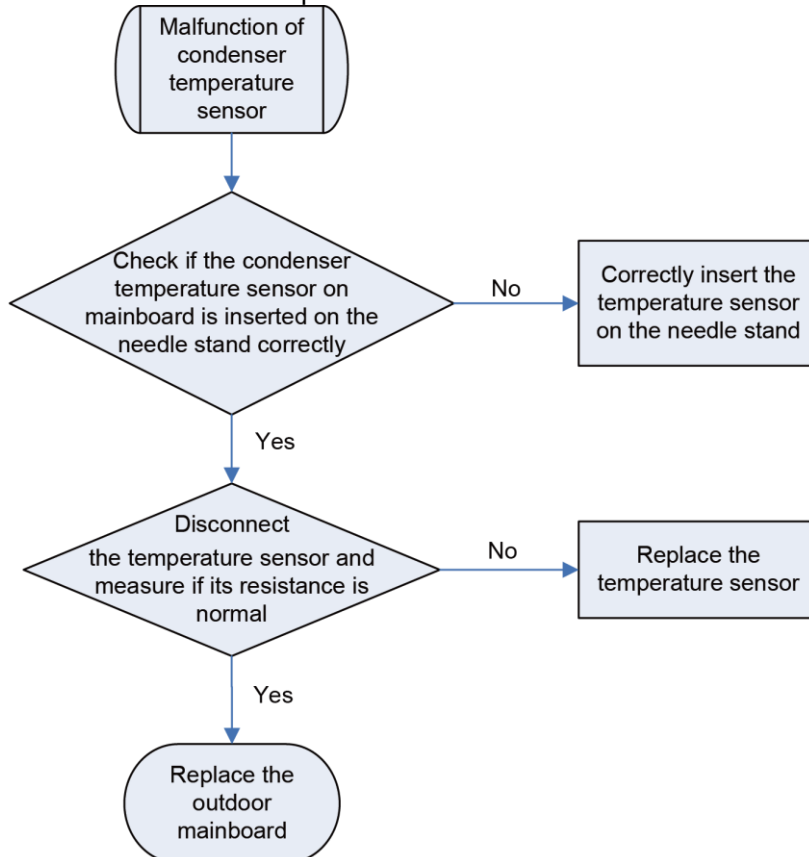 Malfunction of
condenser
temperature
sensor
Check if the condenser
temperature sensor on
mainboard is inserted on the
needle stand correctly
No
Correctly insert the
temperature sensor
on the needle stand
Yes
Disconnect
the temperature sensor and
measure if its resistance is
normal
No
Replace the
temperature sensor
Yes
Replace the
outdoor
mainboard